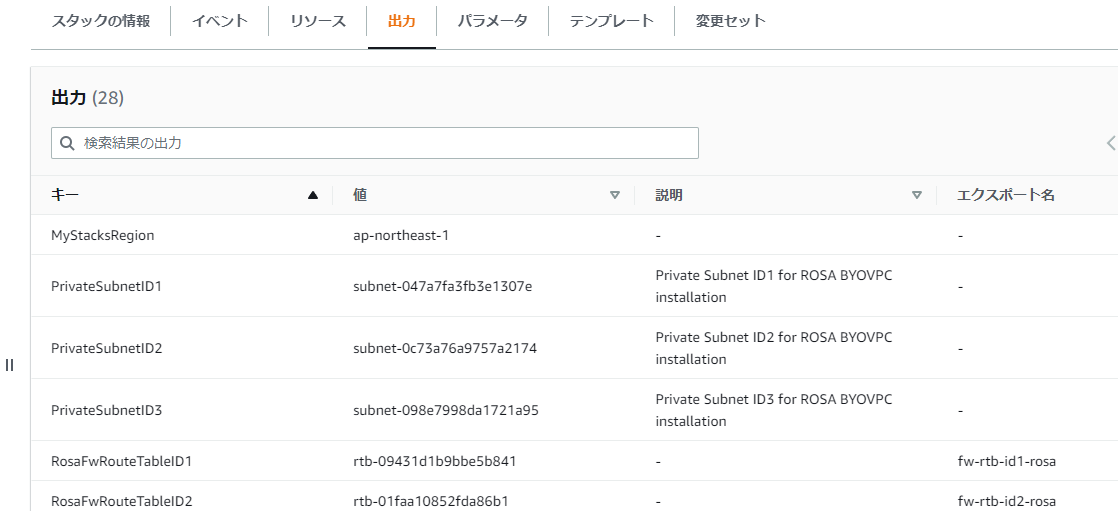 スタックの情報 イベント リソース 出力 パラメータ テンプレート 変更セット
出力 (28)
検索結果の出力
キー 値 説明 エクスポート名
MyStacksRegion ap-northeast-1 - -
PrivateSubnetID1 subnet-047a7fa3fb3e1307e Private Subnet ID1 for ROSA BYOVPC installation -
PrivateSubnetID2 subnet-0c73a76a9757a2174 Private Subnet ID2 for ROSA BYOVPC installation -
PrivateSubnetID3 subnet-098e7998da1721a95 Private Subnet ID3 for ROSA BYOVPC installation -
RosaFwRouteTableID1 rtb-09431d1b9bbe5b841 - fw-rtb-id1-rosa
RosaFwRouteTableID2 rtb-01faa10852fda86b1 - fw-rtb-id2-rosa